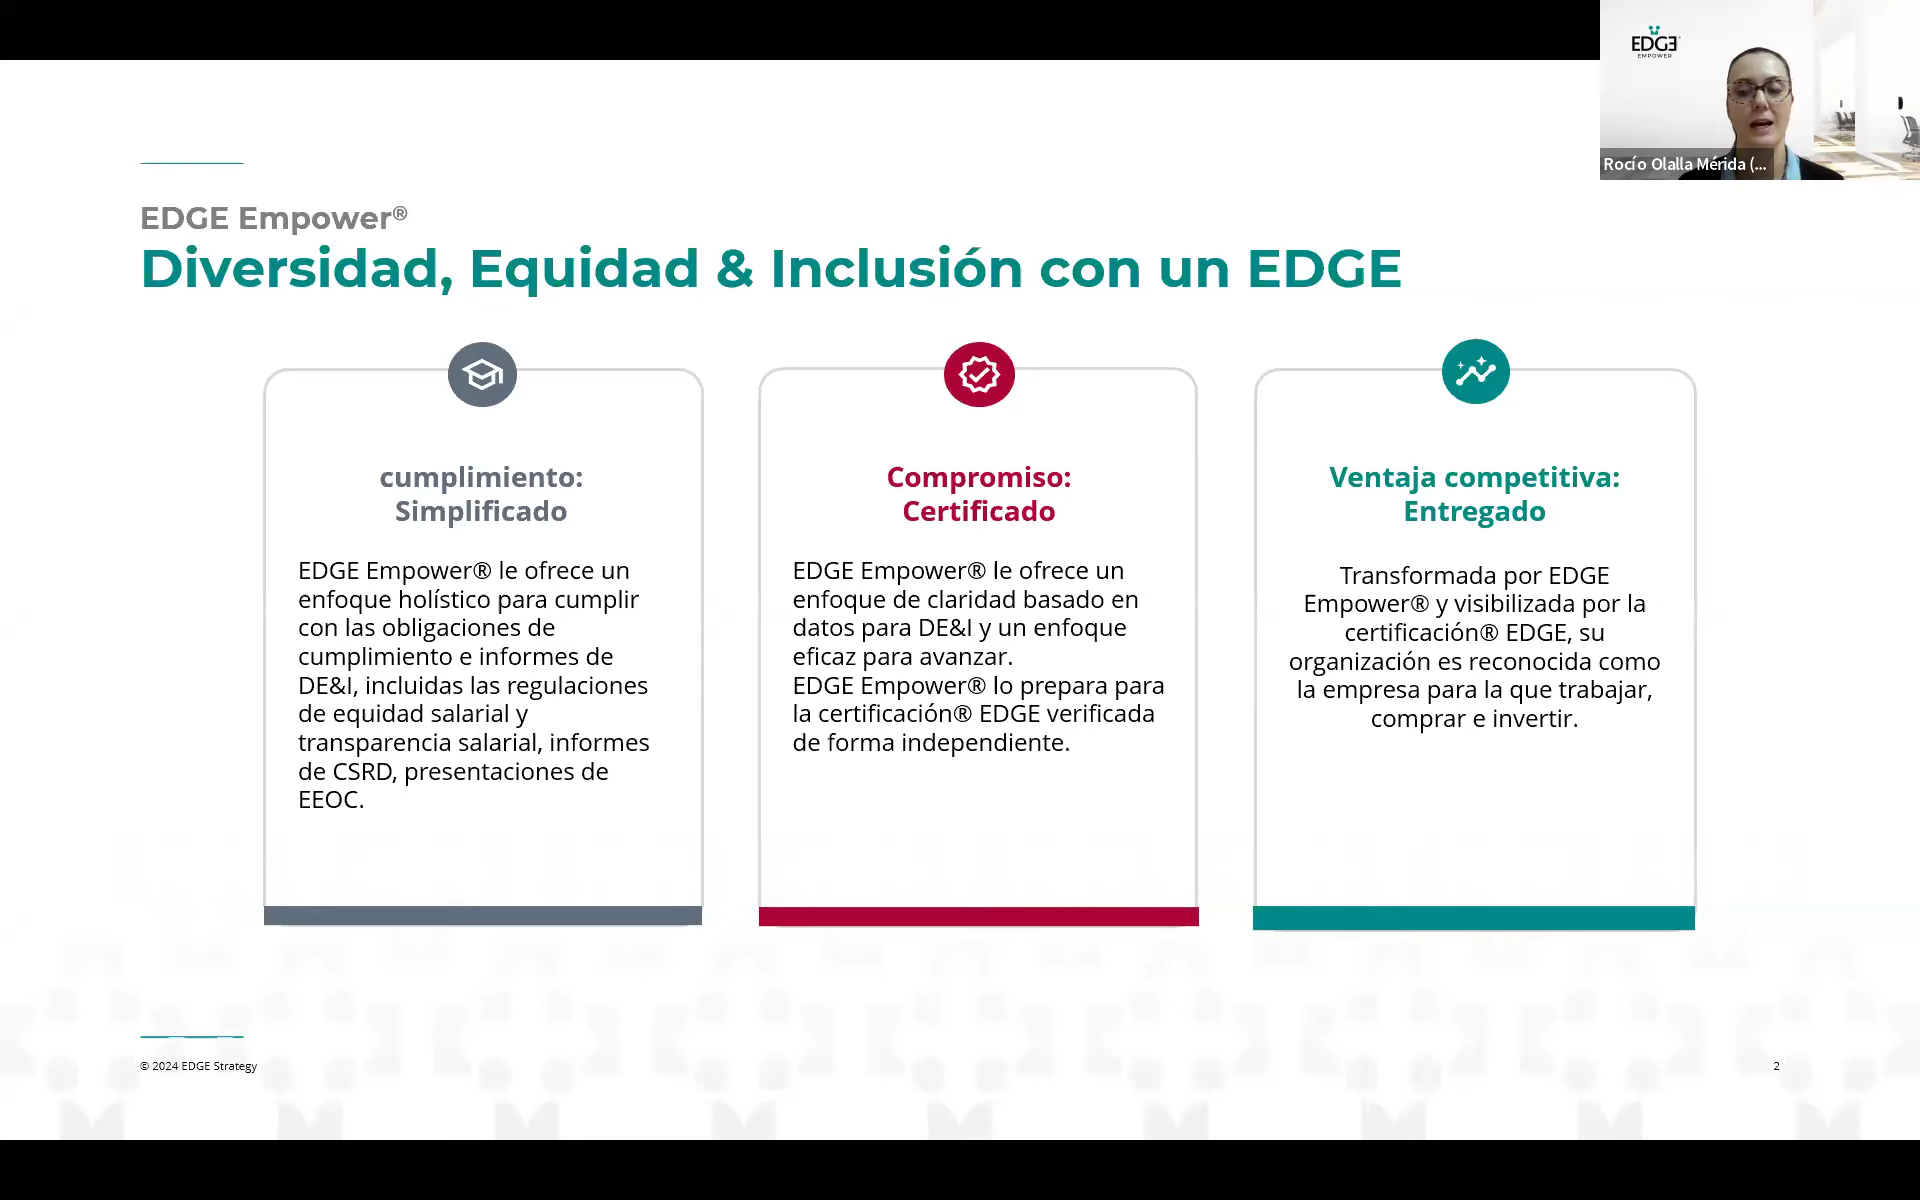 EDGE
EMPOWER
Rocío Olalla Mérida (...
EDGE Empower®
Diversidad, Equidad & Inclusión con un EDGE
cumplimiento:
Simplificado
EDGE Empower® le ofrece un
enfoque holístico para cumplir
con las obligaciones de
cumplimiento e informes de
DE&I, incluidas las regulaciones
de equidad salarial y
transparencia salarial, informes
de CSRD, presentaciones de
EEOC.
Compromiso:
Certificado
EDGE Empower® le ofrece un
enfoque de claridad basado en
datos para DE&I y un enfoque
eficaz para avanzar.
EDGE Empower® lo prepara para
la certificación® EDGE verificada
de forma independiente.
Ventaja competitiva:
Entregado
Transformada por EDGE
Empower® y visibilizada por la
certificación® EDGE, su
organización es reconocida como
la empresa para la que trabajar,
comprar e invertir.
© 2024 EDGE Strategy
2